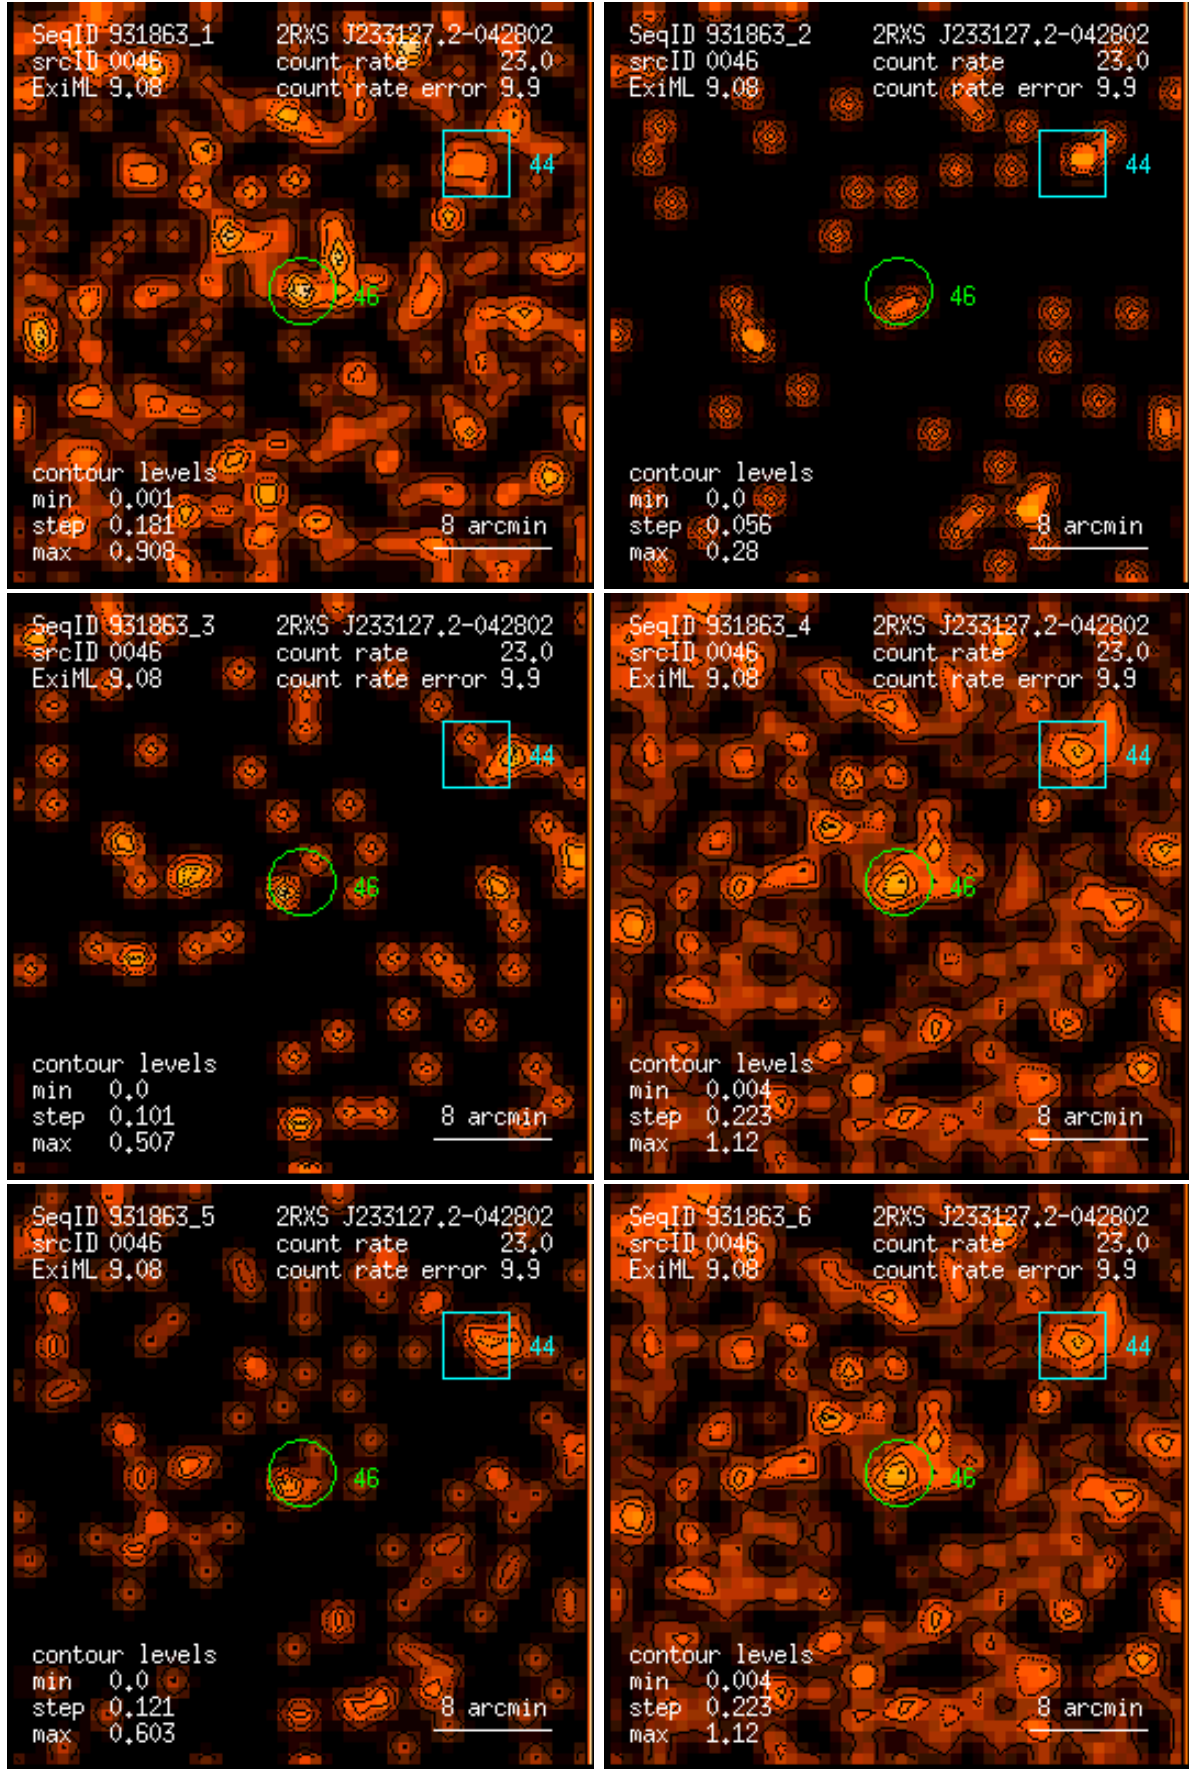 SeqID 931863_1 2RXS J233127.2-042802
srcID 0046 count rate 23.0
ExiML 9.08 count rate error 9.9
44
46
contour levels
min 0.001
step 0.181 8 arcmin
max 0.908
SeqID 931863_2 2RXS J233127.2-042802
srcID 0046 count rate 23.0
ExiML 9.08 count rate error 9.9
44
46
contour levels
min 0.0
step 0.056 8 arcmin
max 0.28
SeqID 931863_3 2RXS J233127.2-042802
srcID 0046 count rate 23.0
ExiML 9.08 count rate error 9.9
44
46
contour levels
min 0.0
step 0.101 8 arcmin
max 0.507
SeqID 931863_4 2RXS J233127.2-042802
srcID 0046 count rate 23.0
ExiML 9.08 count rate error 9.9
44
46
contour levels
min 0.004
step 0.223 8 arcmin
max 1.12
SeqID 931863_5 2RXS J233127.2-042802
srcID 0046 count rate 23.0
ExiML 9.08 count rate error 9.9
44
46
contour levels
min 0.0
step 0.121 8 arcmin
max 0.603
SeqID 931863_6 2RXS J233127.2-042802
srcID 0046 count rate 23.0
ExiML 9.08 count rate error 9.9
44
46
contour levels
min 0.004
step 0.223 8 arcmin
max 1.12